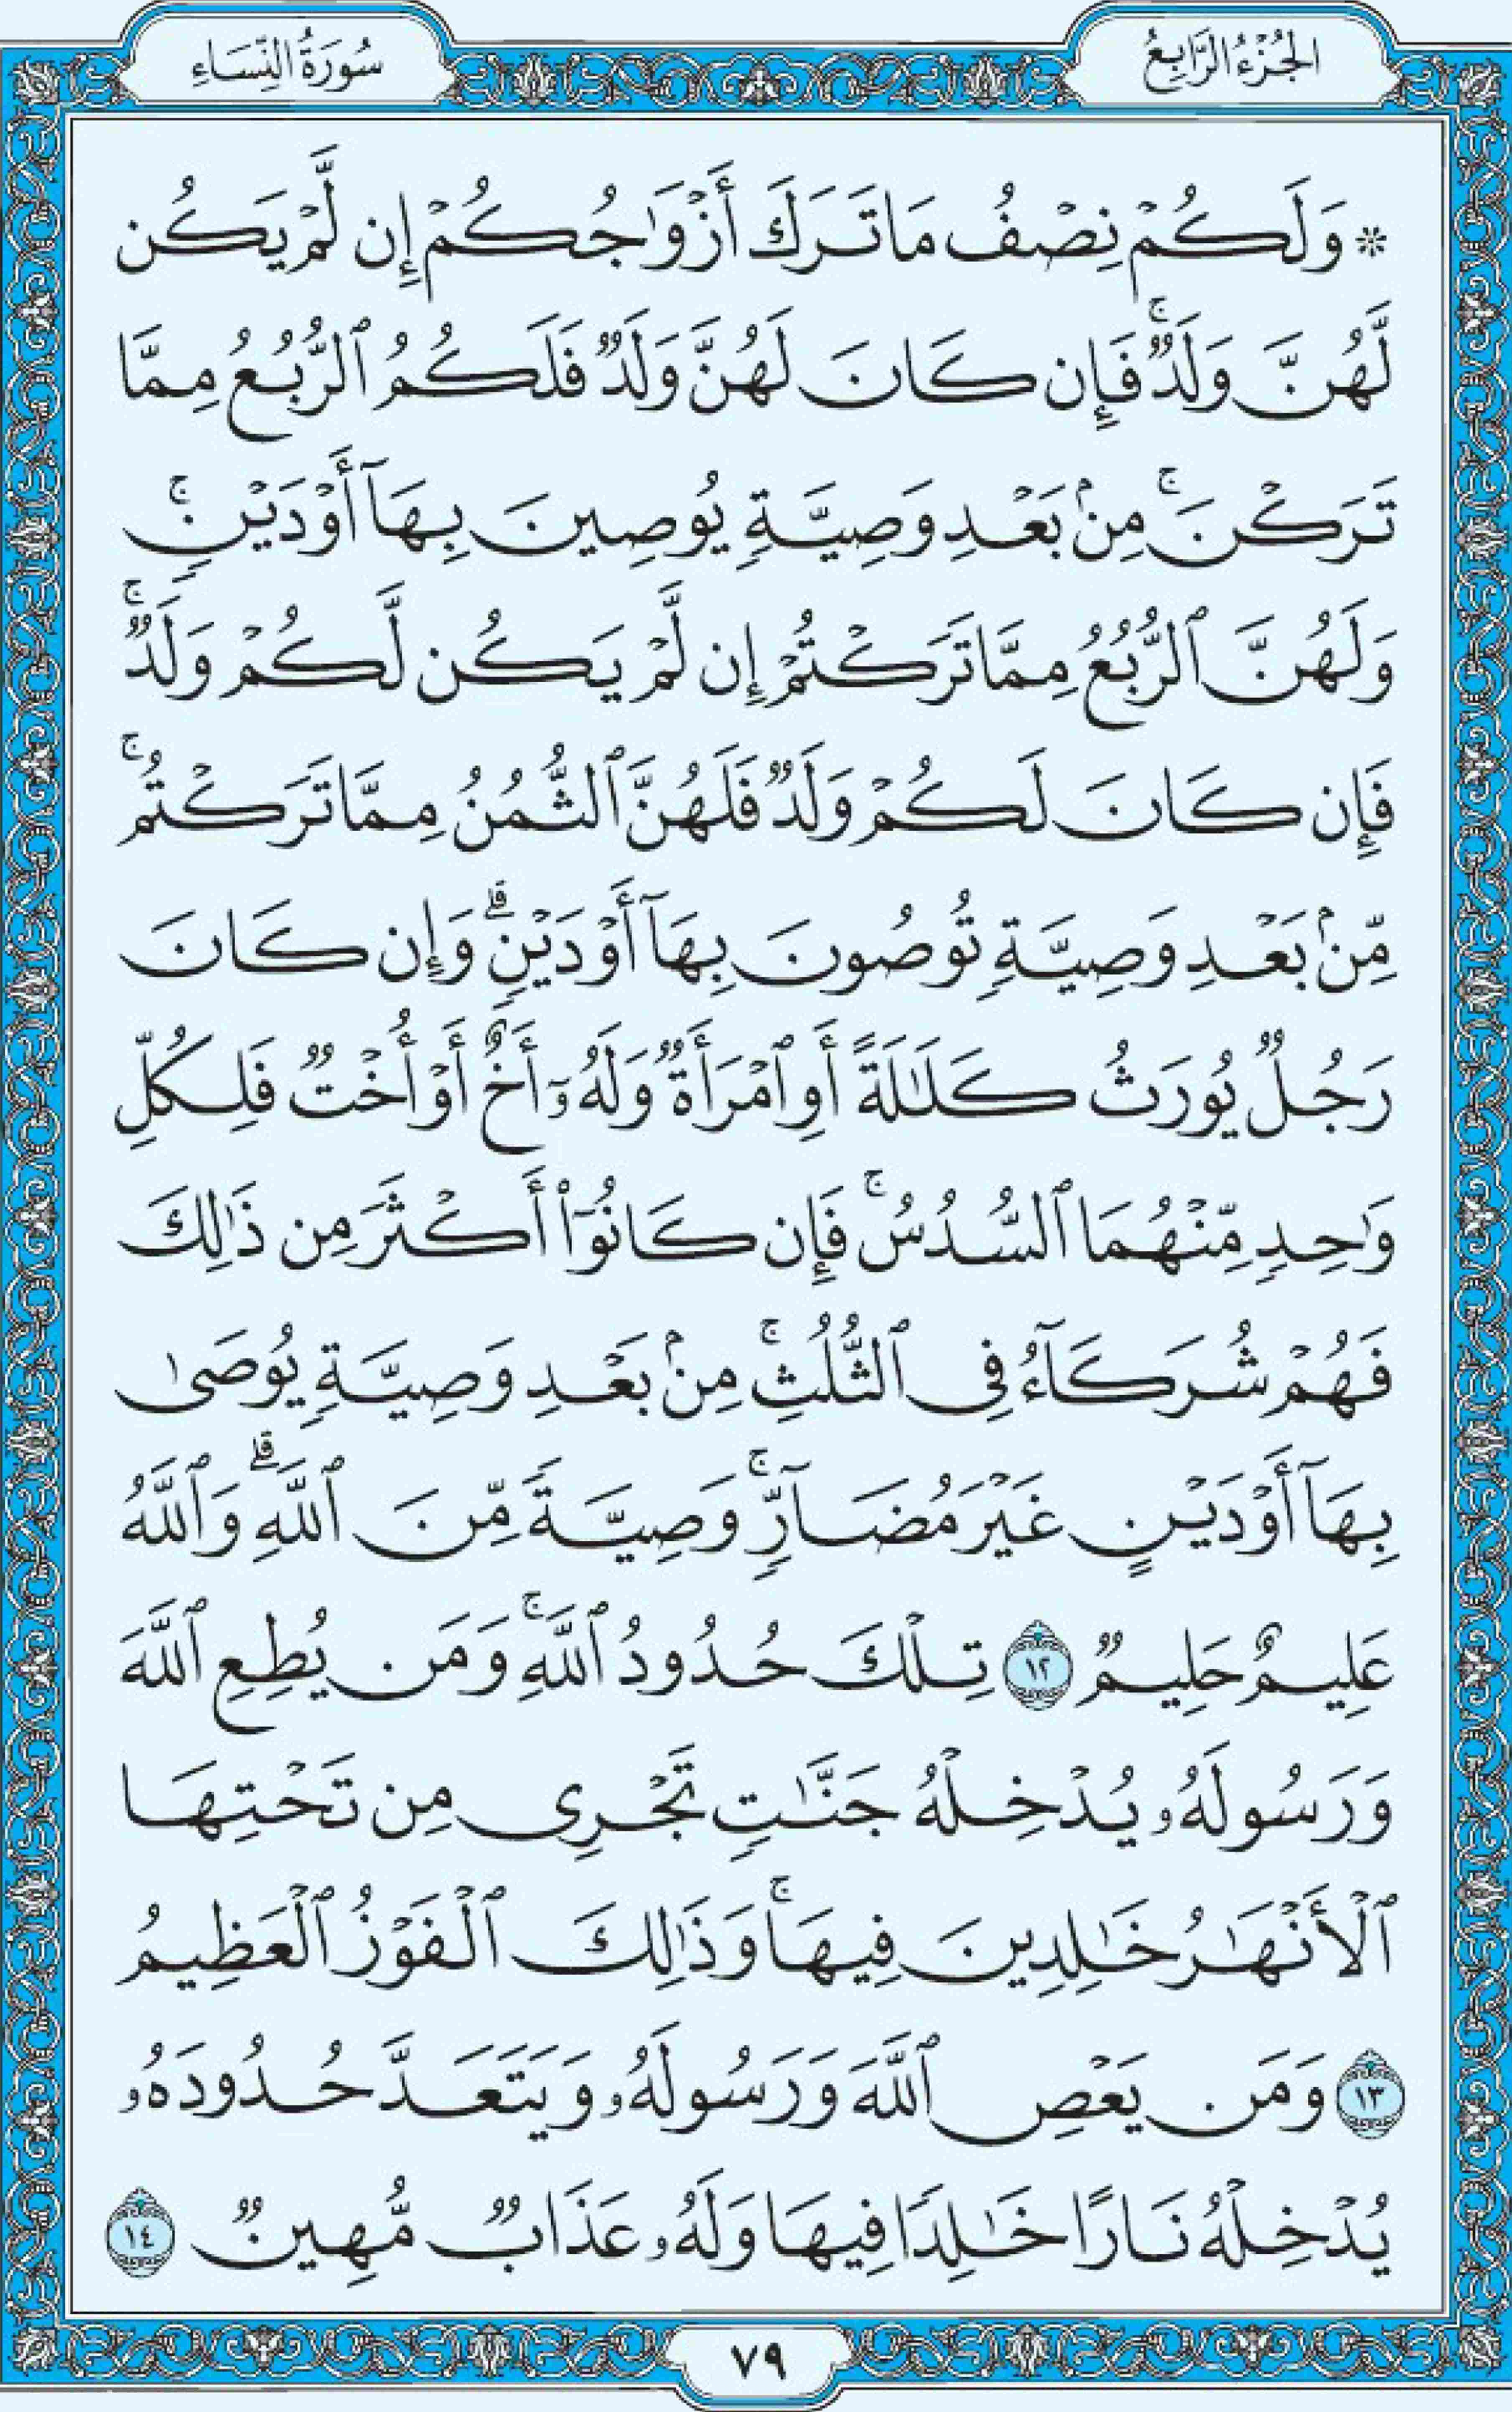 الجُزْءُ الرَّابِعُ
سُورَةُ النِّسَاءِ
۞ وَلَكُمۡ نِصۡفُ مَا تَرَكَ أَزۡوَٰجُكُمۡ إِن لَّمۡ يَكُن
لَّهُنَّ وَلَدٞۚ فَإِن كَانَ لَهُنَّ وَلَدٞ فَلَكُمُ ٱلرُّبُعُ مِمَّا
تَرَكۡنَۚ مِنۢ بَعۡدِ وَصِيَّةٖ يُوصِينَ بِهَآ أَوۡ دَيۡنٖۚ
وَلَهُنَّ ٱلرُّبُعُ مِمَّا تَرَكۡتُمۡ إِن لَّمۡ يَكُن لَّكُمۡ وَلَدٞۚ
فَإِن كَانَ لَكُمۡ وَلَدٞ فَلَهُنَّ ٱلثُّمُنُ مِمَّا تَرَكۡتُمۚ
مِّنۢ بَعۡدِ وَصِيَّةٖ تُوصُونَ بِهَآ أَوۡ دَيۡنٖۗ وَإِن كَانَ
رَجُلٞ يُورَثُ كَلَٰلَةً أَوِ ٱمۡرَأَةٞ وَلَهُۥٓ أَخٌ أَوۡ أُخۡتٞ فَلِكُلِّ
وَٰحِدٖ مِّنۡهُمَا ٱلسُّدُسُۚ فَإِن كَانُوٓاْ أَكۡثَرَ مِن ذَٰلِكَ
فَهُمۡ شُرَكَآءُ فِي ٱلثُّلُثِۚ مِنۢ بَعۡدِ وَصِيَّةٖ يُوصَىٰ
بِهَآ أَوۡ دَيۡنٍ غَيۡرَ مُضَآرّٖۚ وَصِيَّةٗ مِّنَ ٱللَّهِۗ وَٱللَّهُ
عَلِيمٌ حَلِيمٞ ١٢ تِلۡكَ حُدُودُ ٱللَّهِۚ وَمَن يُطِعِ ٱللَّهَ
وَرَسُولَهُۥ يُدۡخِلۡهُ جَنَّٰتٖ تَجۡرِي مِن تَحۡتِهَا
ٱلۡأَنۡهَٰرُ خَٰلِدِينَ فِيهَاۚ وَذَٰلِكَ ٱلۡفَوۡزُ ٱلۡعَظِيمُ
١٣ وَمَن يَعۡصِ ٱللَّهَ وَرَسُولَهُۥ وَيَتَعَدَّ حُدُودَهُۥ
يُدۡخِلۡهُ نَارًا خَٰلِدٗا فِيهَا وَلَهُۥ عَذَابٞ مُّهِينٞ ١٤
٧٩